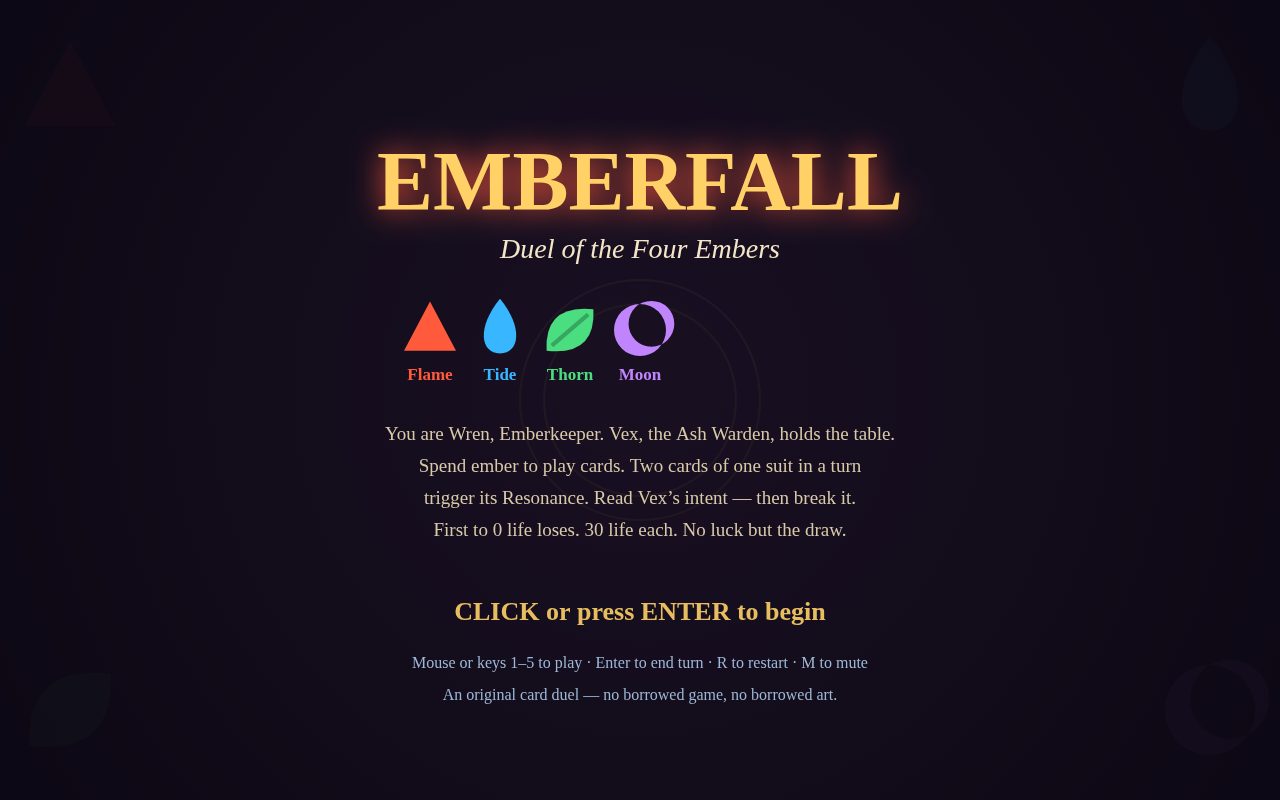 EMBERFALL
Duel of the Four Embers
Flame Tide Thorn Moon
You are Wren, Emberkeeper. Vex, the Ash Warden, holds the table.
Spend ember to play cards. Two cards of one suit in a turn
trigger its Resonance. Read Vex’s intent — then break it.
First to 0 life loses. 30 life each. No luck but the draw.
CLICK or press ENTER to begin
Mouse or keys 1–5 to play · Enter to end turn · R to restart · M to mute
An original card duel — no borrowed game, no borrowed art.